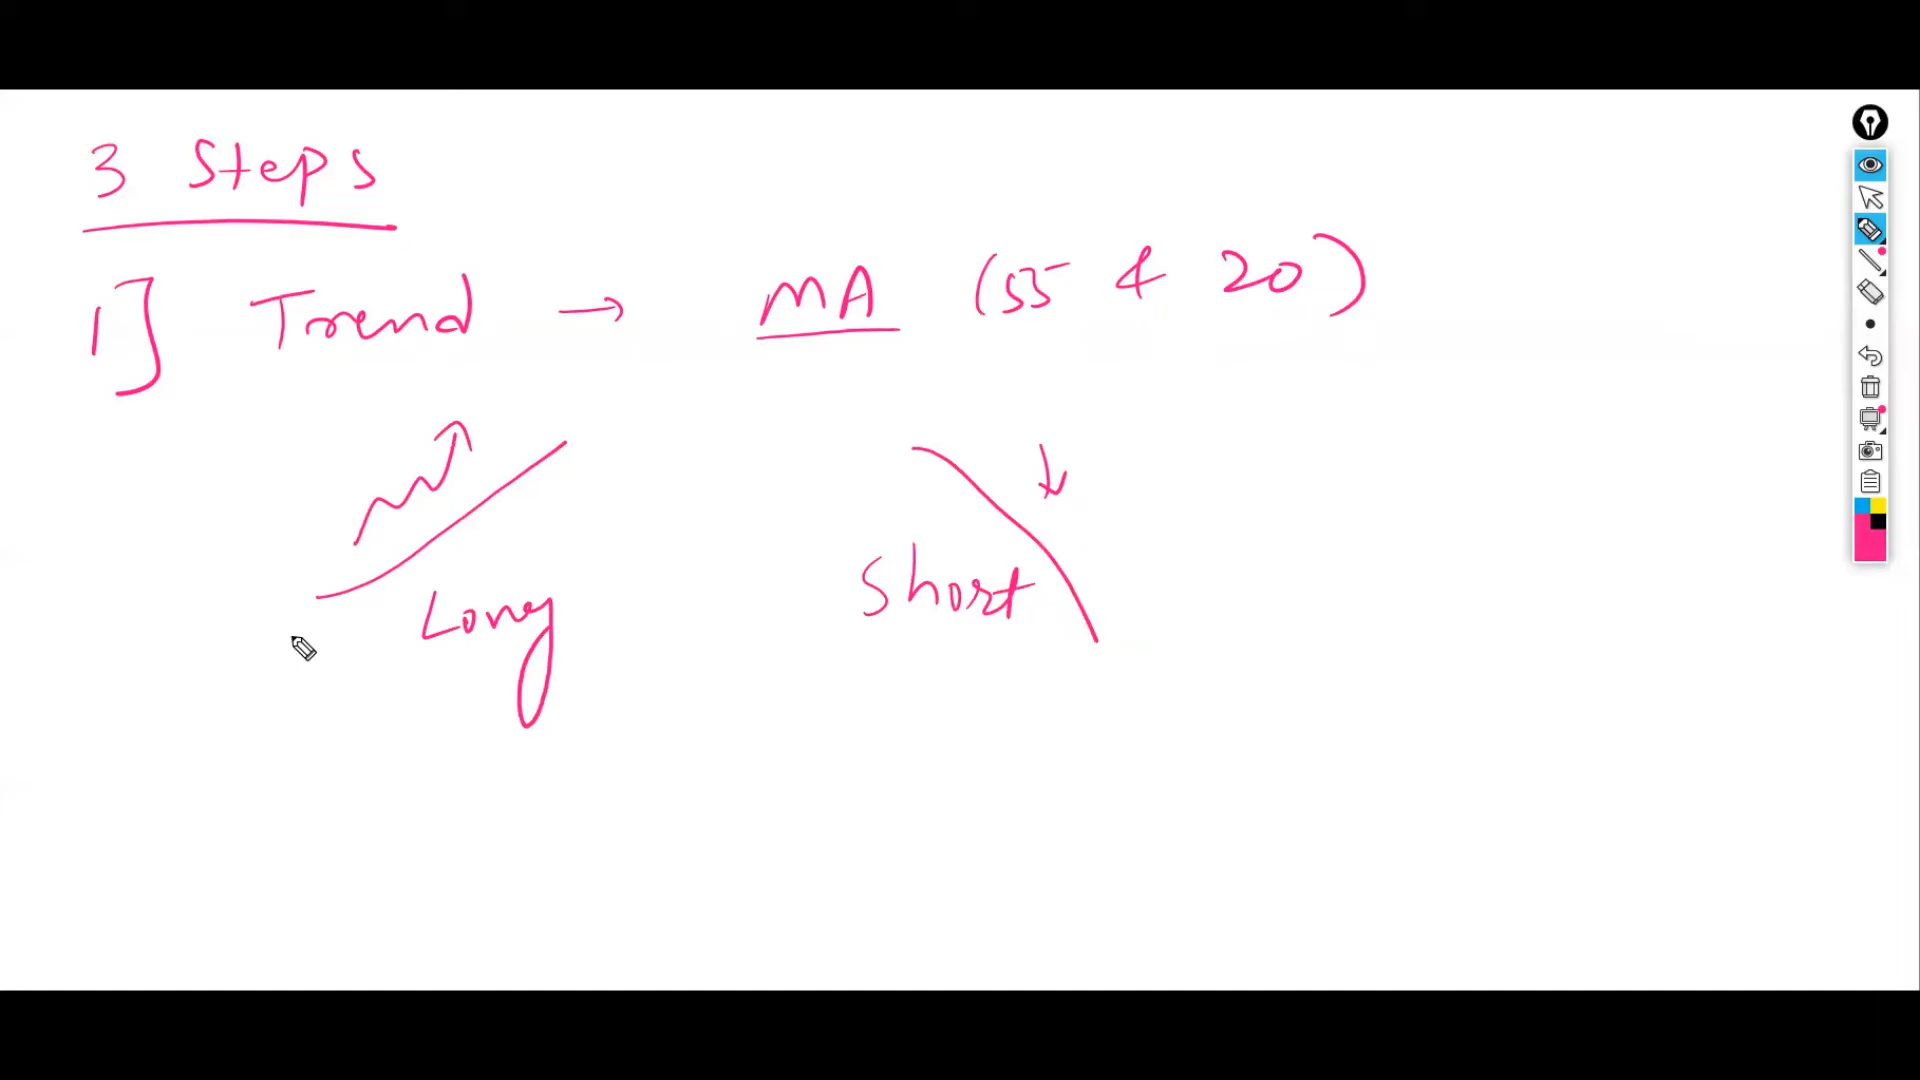 3 Steps
1] Trend → MA (55 & 20)
Long
Short